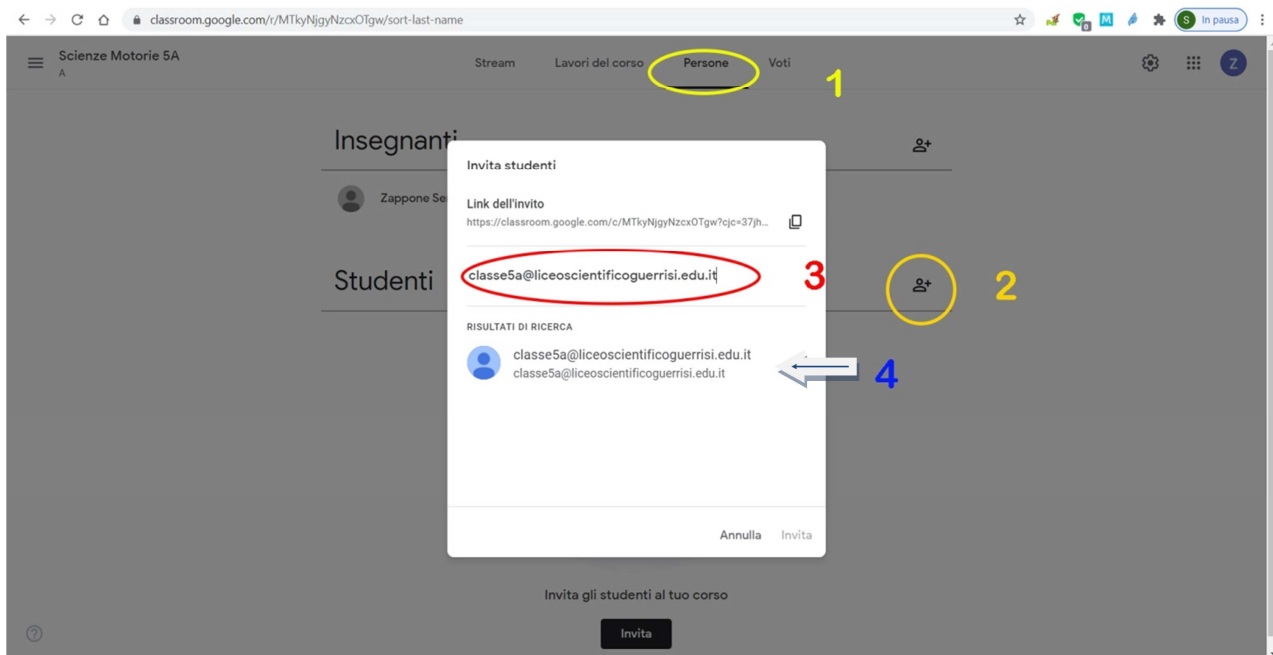 classroom.google.com/r/MTkyNjgyNzcxOTgw/sort-last-name
0
M
S In pausa
Scienze Motorie 5A
A
Stream Lavori del corso Persone Voti
Z
1
Insegnanti
Zappone Se
Invita studenti
Link dell'invito
https://classroom.google.com/c/MTkyNjgyNzcxOTgw?cjc=37jh...
classe5a@liceoscientificoguerrisi.edu.it
3
Studenti
2
RISULTATI DI RICERCA
classe5a@liceoscientificoguerrisi.edu.it
classe5a@liceoscientificoguerrisi.edu.it
4
Annulla Invita
Invita gli studenti al tuo corso
Invita
?